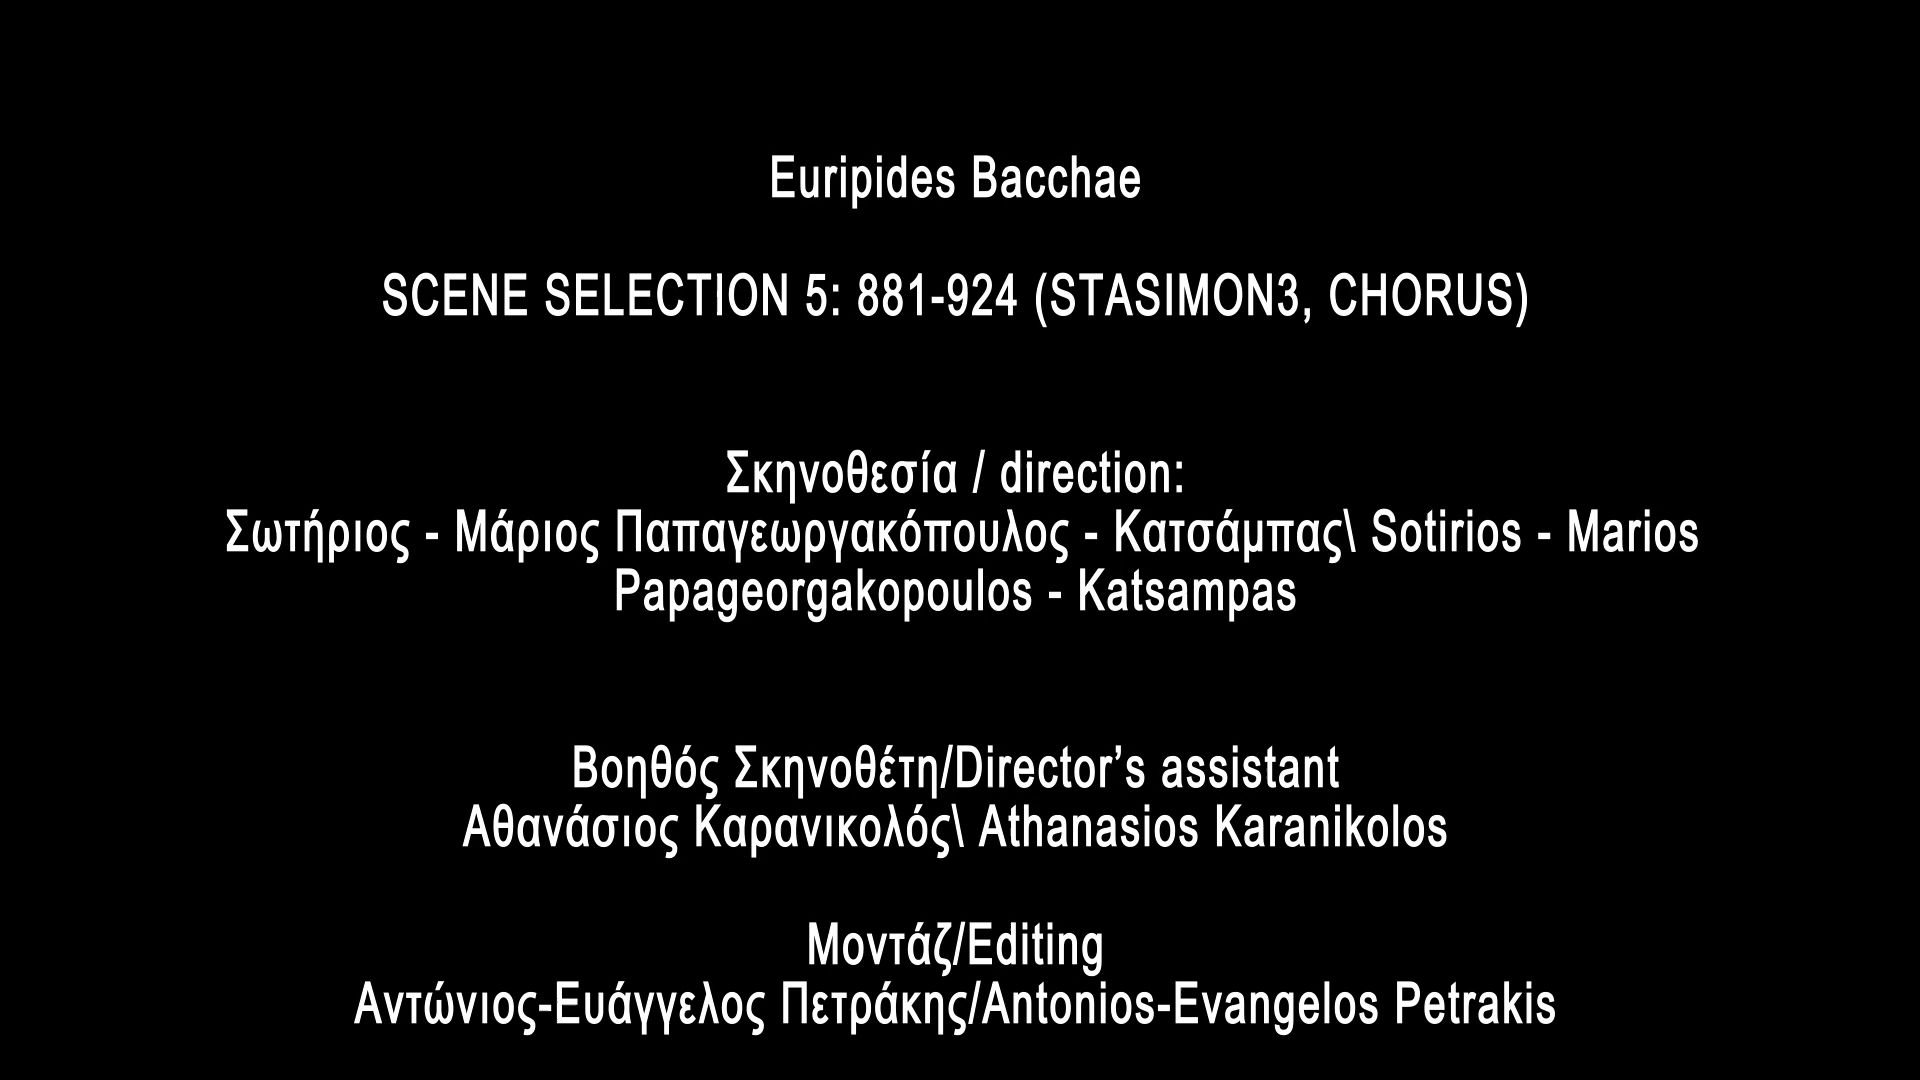 Euripides Bacchae
SCENE SELECTION 5: 881-924 (STASIMON3, CHORUS)
Σκηνοθεσία / direction:
Σωτήριος - Μάριος Παπαγεωργακόπουλος - Κατσάμπας\ Sotirios - Marios
Papageorgakopoulos - Katsampas
Βοηθός Σκηνοθέτη/Director’s assistant
Αθανάσιος Καρανικολός\ Athanasios Karanikolos
Μοντάζ/Editing
Αντώνιος-Ευάγγελος Πετράκης/Antonios-Evangelos Petrakis